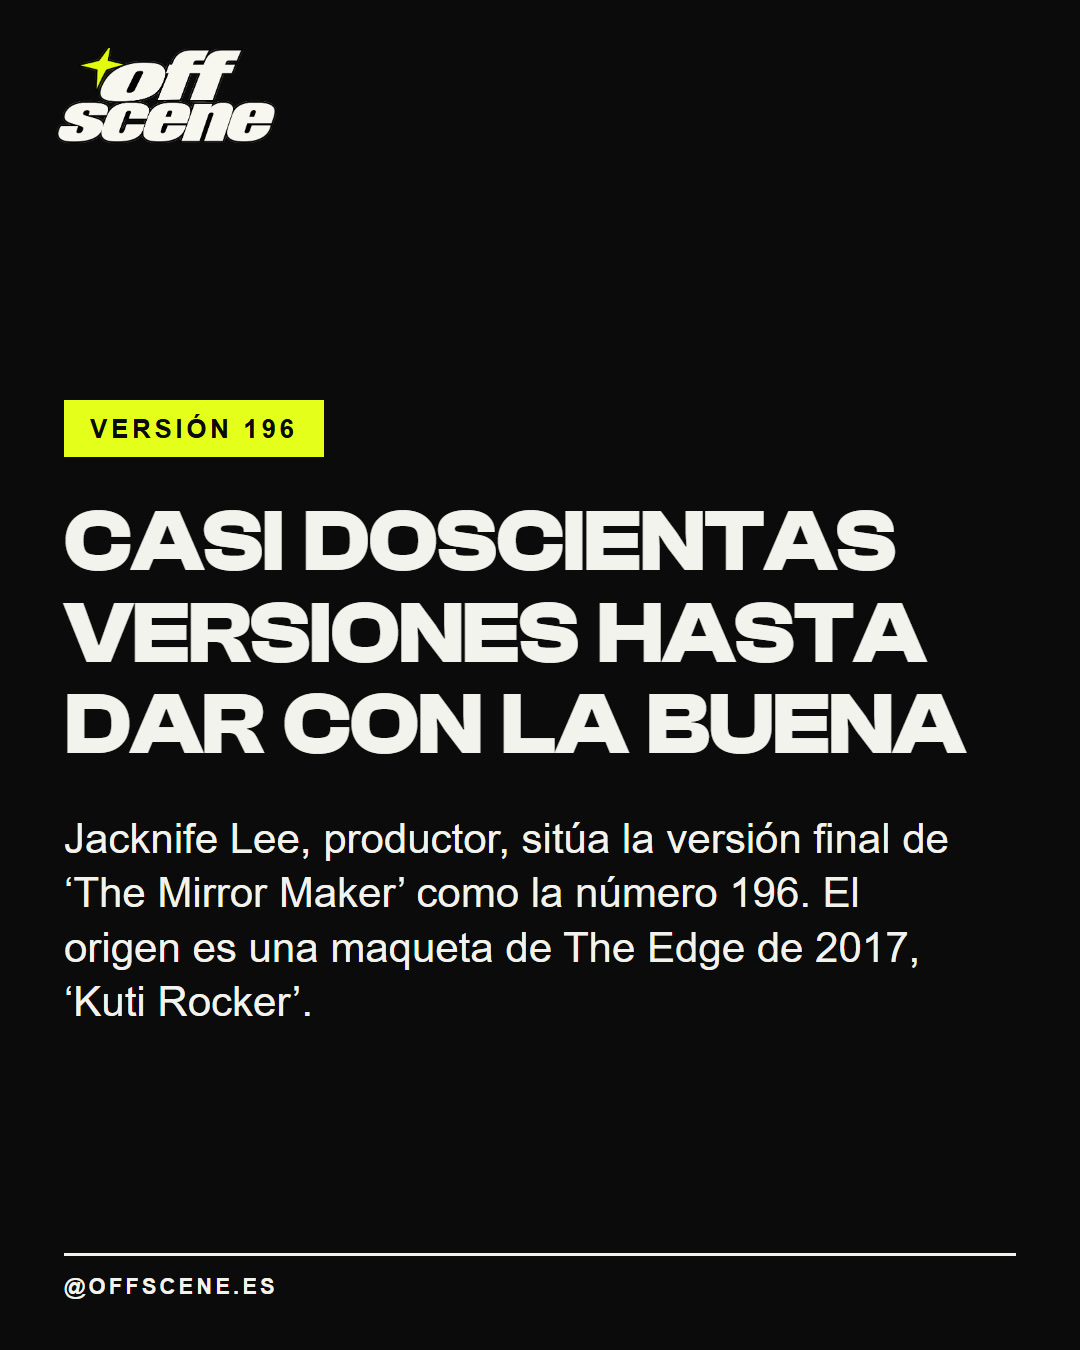 off
scene
VERSIÓN 196
CASI DOSCIENTAS
VERSIONES HASTA
DAR CON LA BUENA
Jacknife Lee, productor, sitúa la versión final de
‘The Mirror Maker’ como la número 196. El
origen es una maqueta de The Edge de 2017,
‘Kuti Rocker’.
@OFFSCENE.ES